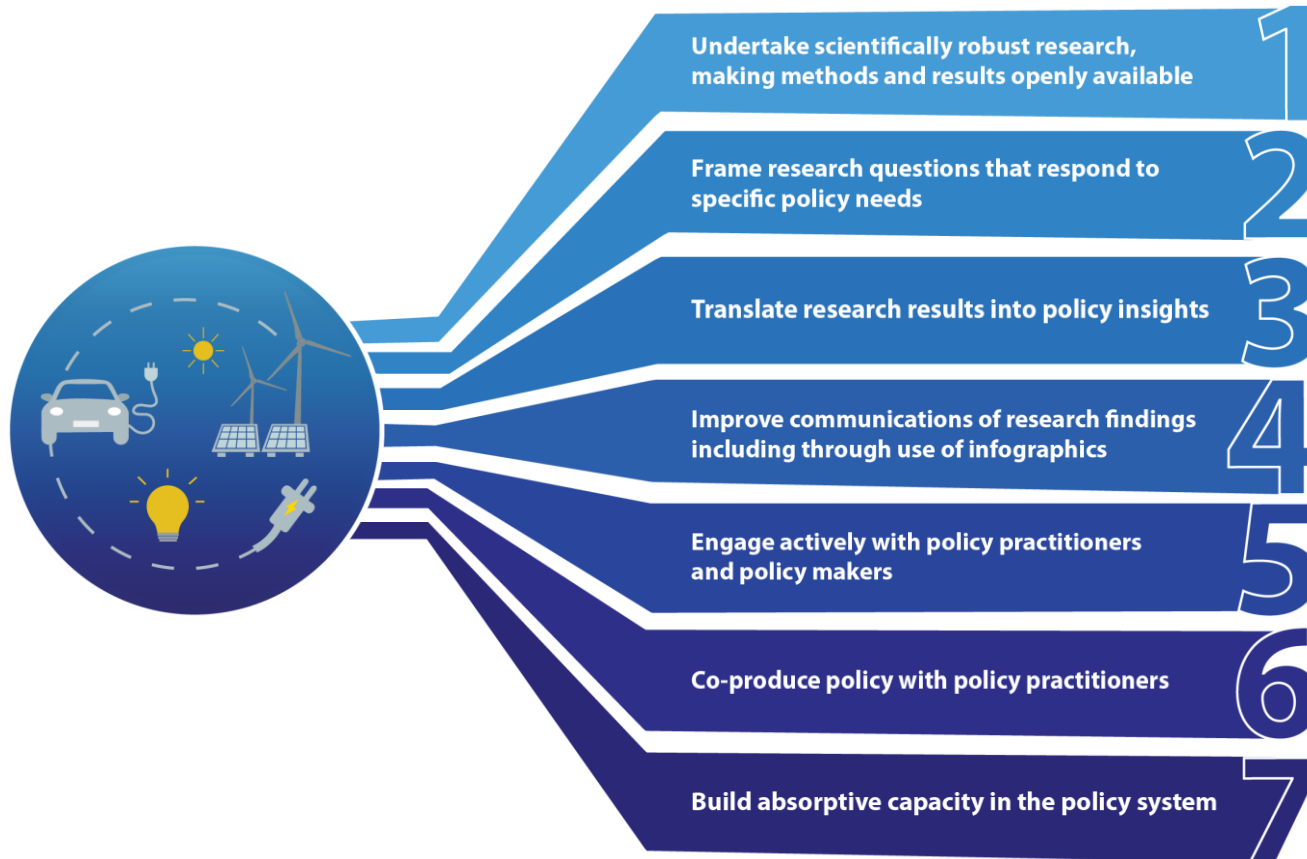 Undertake scientifically robust research,
making methods and results openly available
1
Frame research questions that respond to
specific policy needs
2
Translate research results into policy insights
3
Improve communications of research findings
including through use of infographics
4
Engage actively with policy practitioners
and policy makers
5
Co-produce policy with policy practitioners
6
Build absorptive capacity in the policy system
7